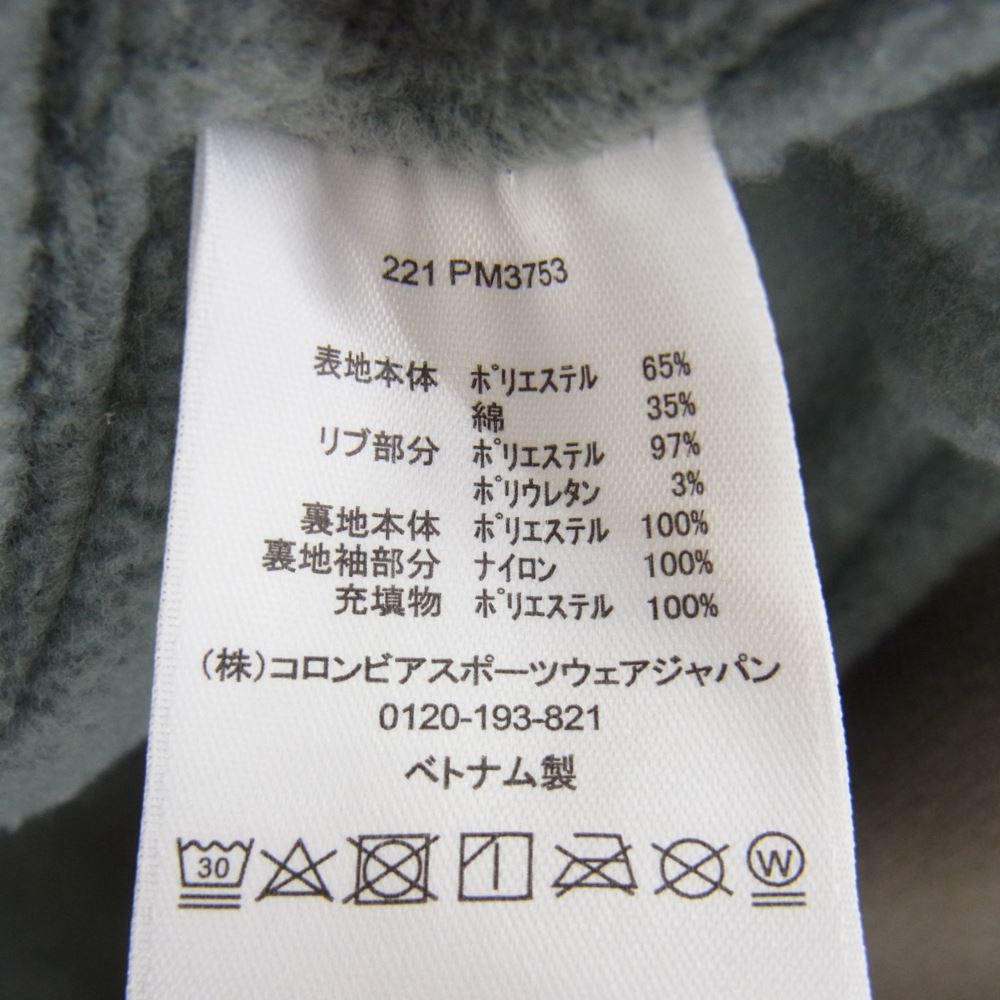 221 PM3753
表地本体 ポリエステル 65%
綿 35%
リブ部分 ポリエステル 97%
ポリウレタン 3%
裏地本体 ポリエステル 100%
裏地袖部分 ナイロン 100%
充填物 ポリエステル 100%
(株)コロンビアスポーツウェアジャパン
0120-193-821
ベトナム製
30 W